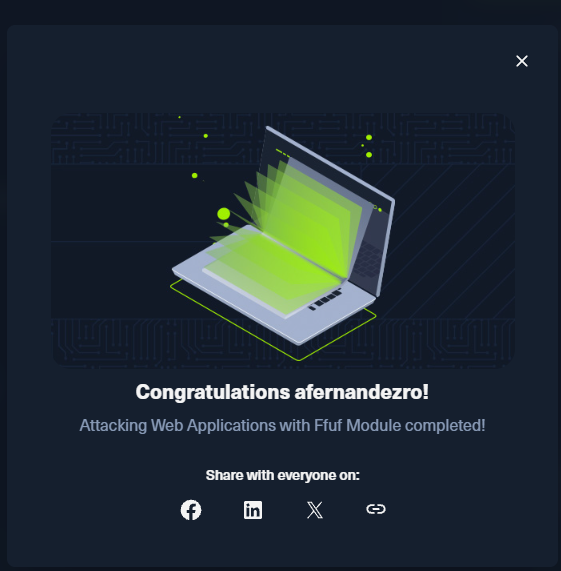 Congratulations afernandezro!
Attacking Web Applications with Ffuf Module completed!
Share with everyone on: